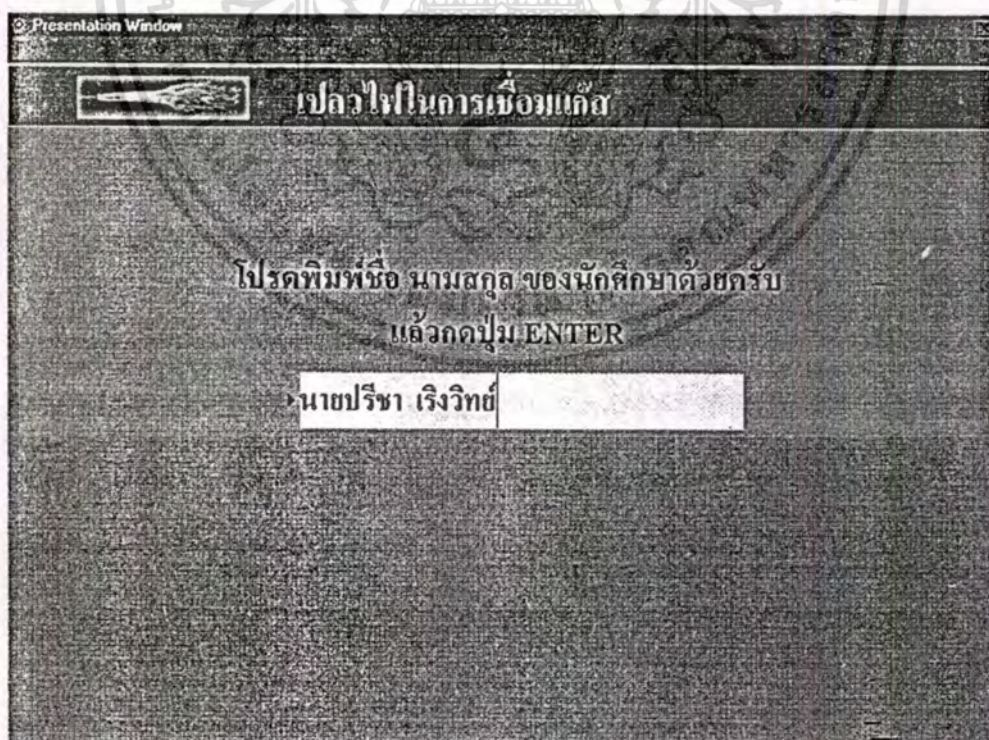 Presentation Window
เปลวไฟในการเชื่อมแก๊ส
โปรดพิมพ์ชื่อ นามสกุล ของนักศึกษาด้วยครับ
แล้วกดปุ่ม ENTER
นายปรีชา เริงวิทย์